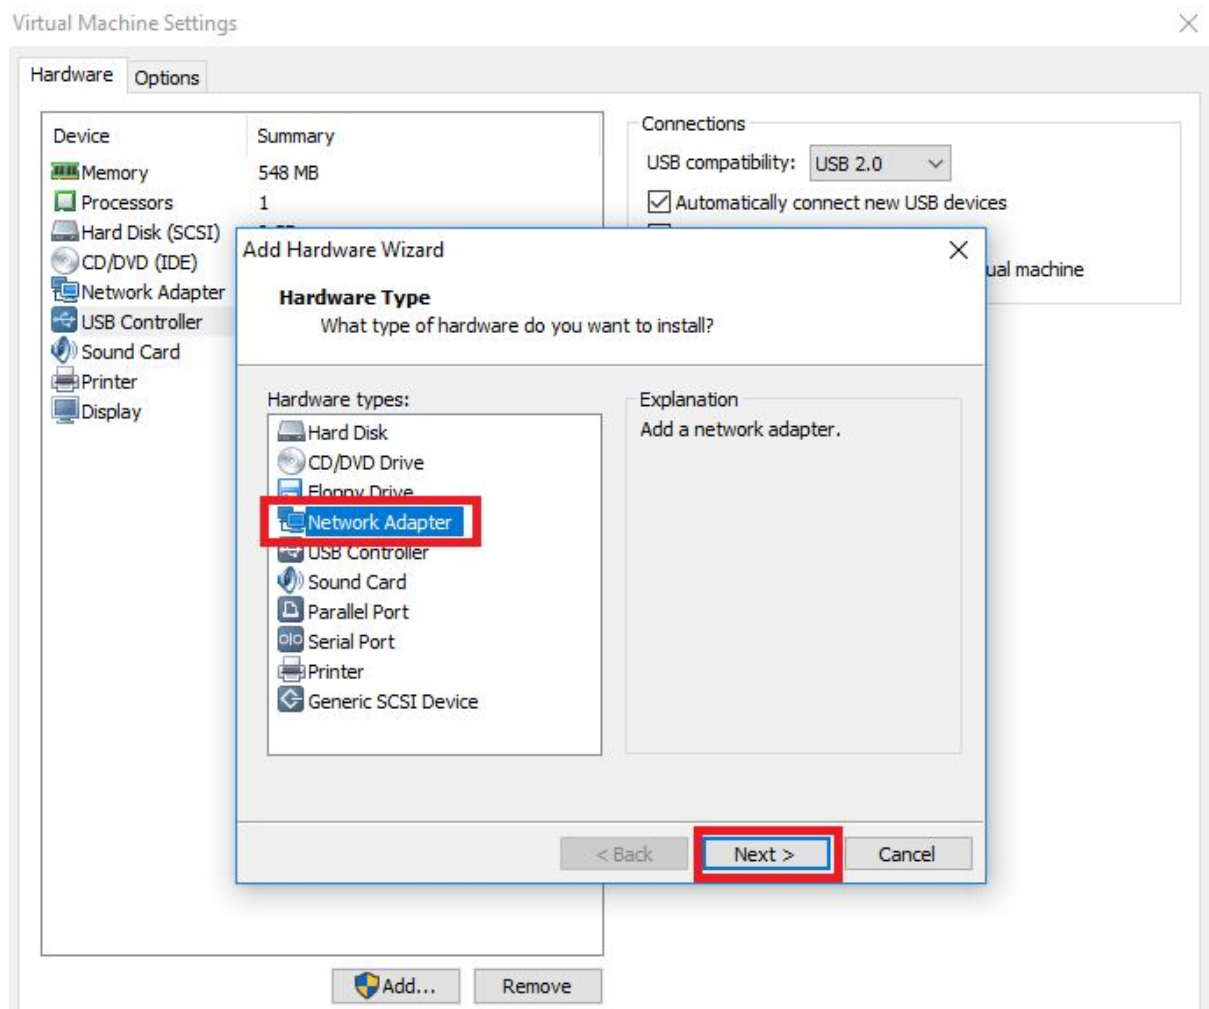 Virtual Machine Settings
Hardware Options
Device Summary
Memory 548 MB
Processors 1
Hard Disk (SCSI)
CD/DVD (IDE)
Network Adapter
USB Controller
Sound Card
Printer
Display
Connections
USB compatibility: USB 2.0
Automatically connect new USB devices
ual machine
Add Hardware Wizard
Hardware Type
What type of hardware do you want to install?
Hardware types:
Hard Disk
CD/DVD Drive
Floppy Drive
Network Adapter
USB Controller
Sound Card
Parallel Port
Serial Port
Printer
Generic SCSI Device
Explanation
Add a network adapter.
< Back Next > Cancel
Add... Remove